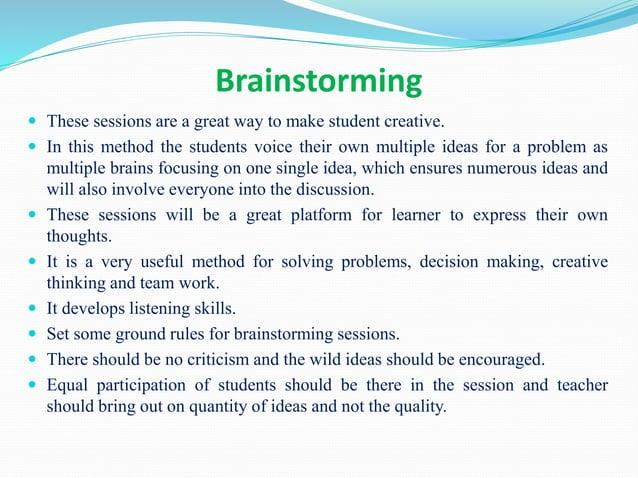 Brainstorming
These sessions are a great way to make student creative.
In this method the students voice their own multiple ideas for a problem as
multiple brains focusing on one single idea, which ensures numerous ideas and
will also involve everyone into the discussion.
These sessions will be a great platform for learner to express their own
thoughts.
It is a very useful method for solving problems, decision making, creative
thinking and team work.
It develops listening skills.
Set some ground rules for brainstorming sessions.
There should be no criticism and the wild ideas should be encouraged.
Equal participation of students should be there in the session and teacher
should bring out on quantity of ideas and not the quality.